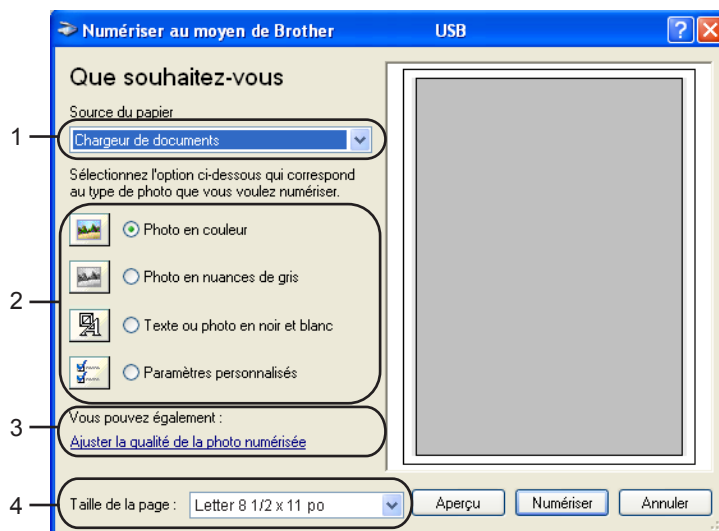 Numériser au moyen de Brother USB
Que souhaitez-vous
Source du papier
1
Chargeur de documents
Sélectionnez l'option ci-dessous qui correspond
au type de photo que vous voulez numériser.
Photo en couleur
Photo en nuances de gris
2
Texte ou photo en noir et blanc
Paramètres personnalisés
3
Vous pouvez également :
Ajuster la qualité de la photo numérisée
4
Taille de la page : Letter 8 1/2 x 11 po
Aperçu Numériser Annuler